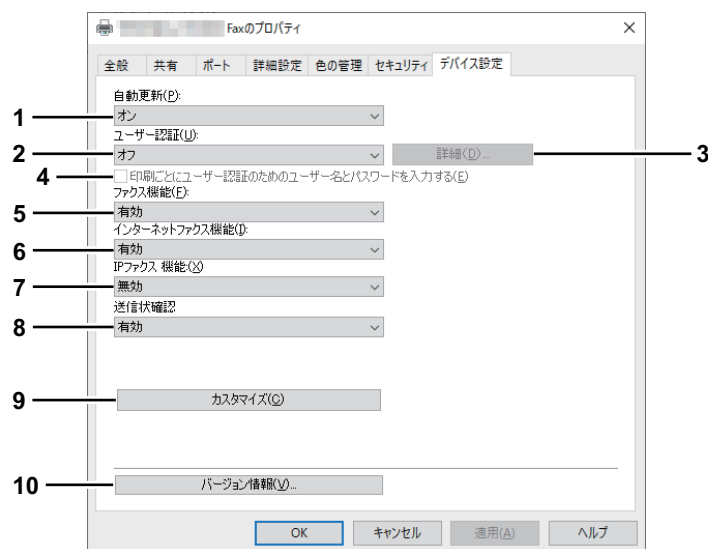 Faxのプロパティ
全般 共有 ポート 詳細設定 色の管理 セキュリティ デバイス設定
自動更新(P):
1 オン
ユーザー認証(U):
2 オフ 詳細(D)... 3
4 印刷ごとにユーザー認証のためのユーザー名とパスワードを入力する(E)
ファクス機能(F):
5 有効
インターネットファクス機能(I):
6 有効
IPファクス 機能:(X)
7 無効
送信状確認
8 有効
9 カスタマイズ(C)
10 バージョン情報(V)...
OK キャンセル 適用(A) ヘルプ